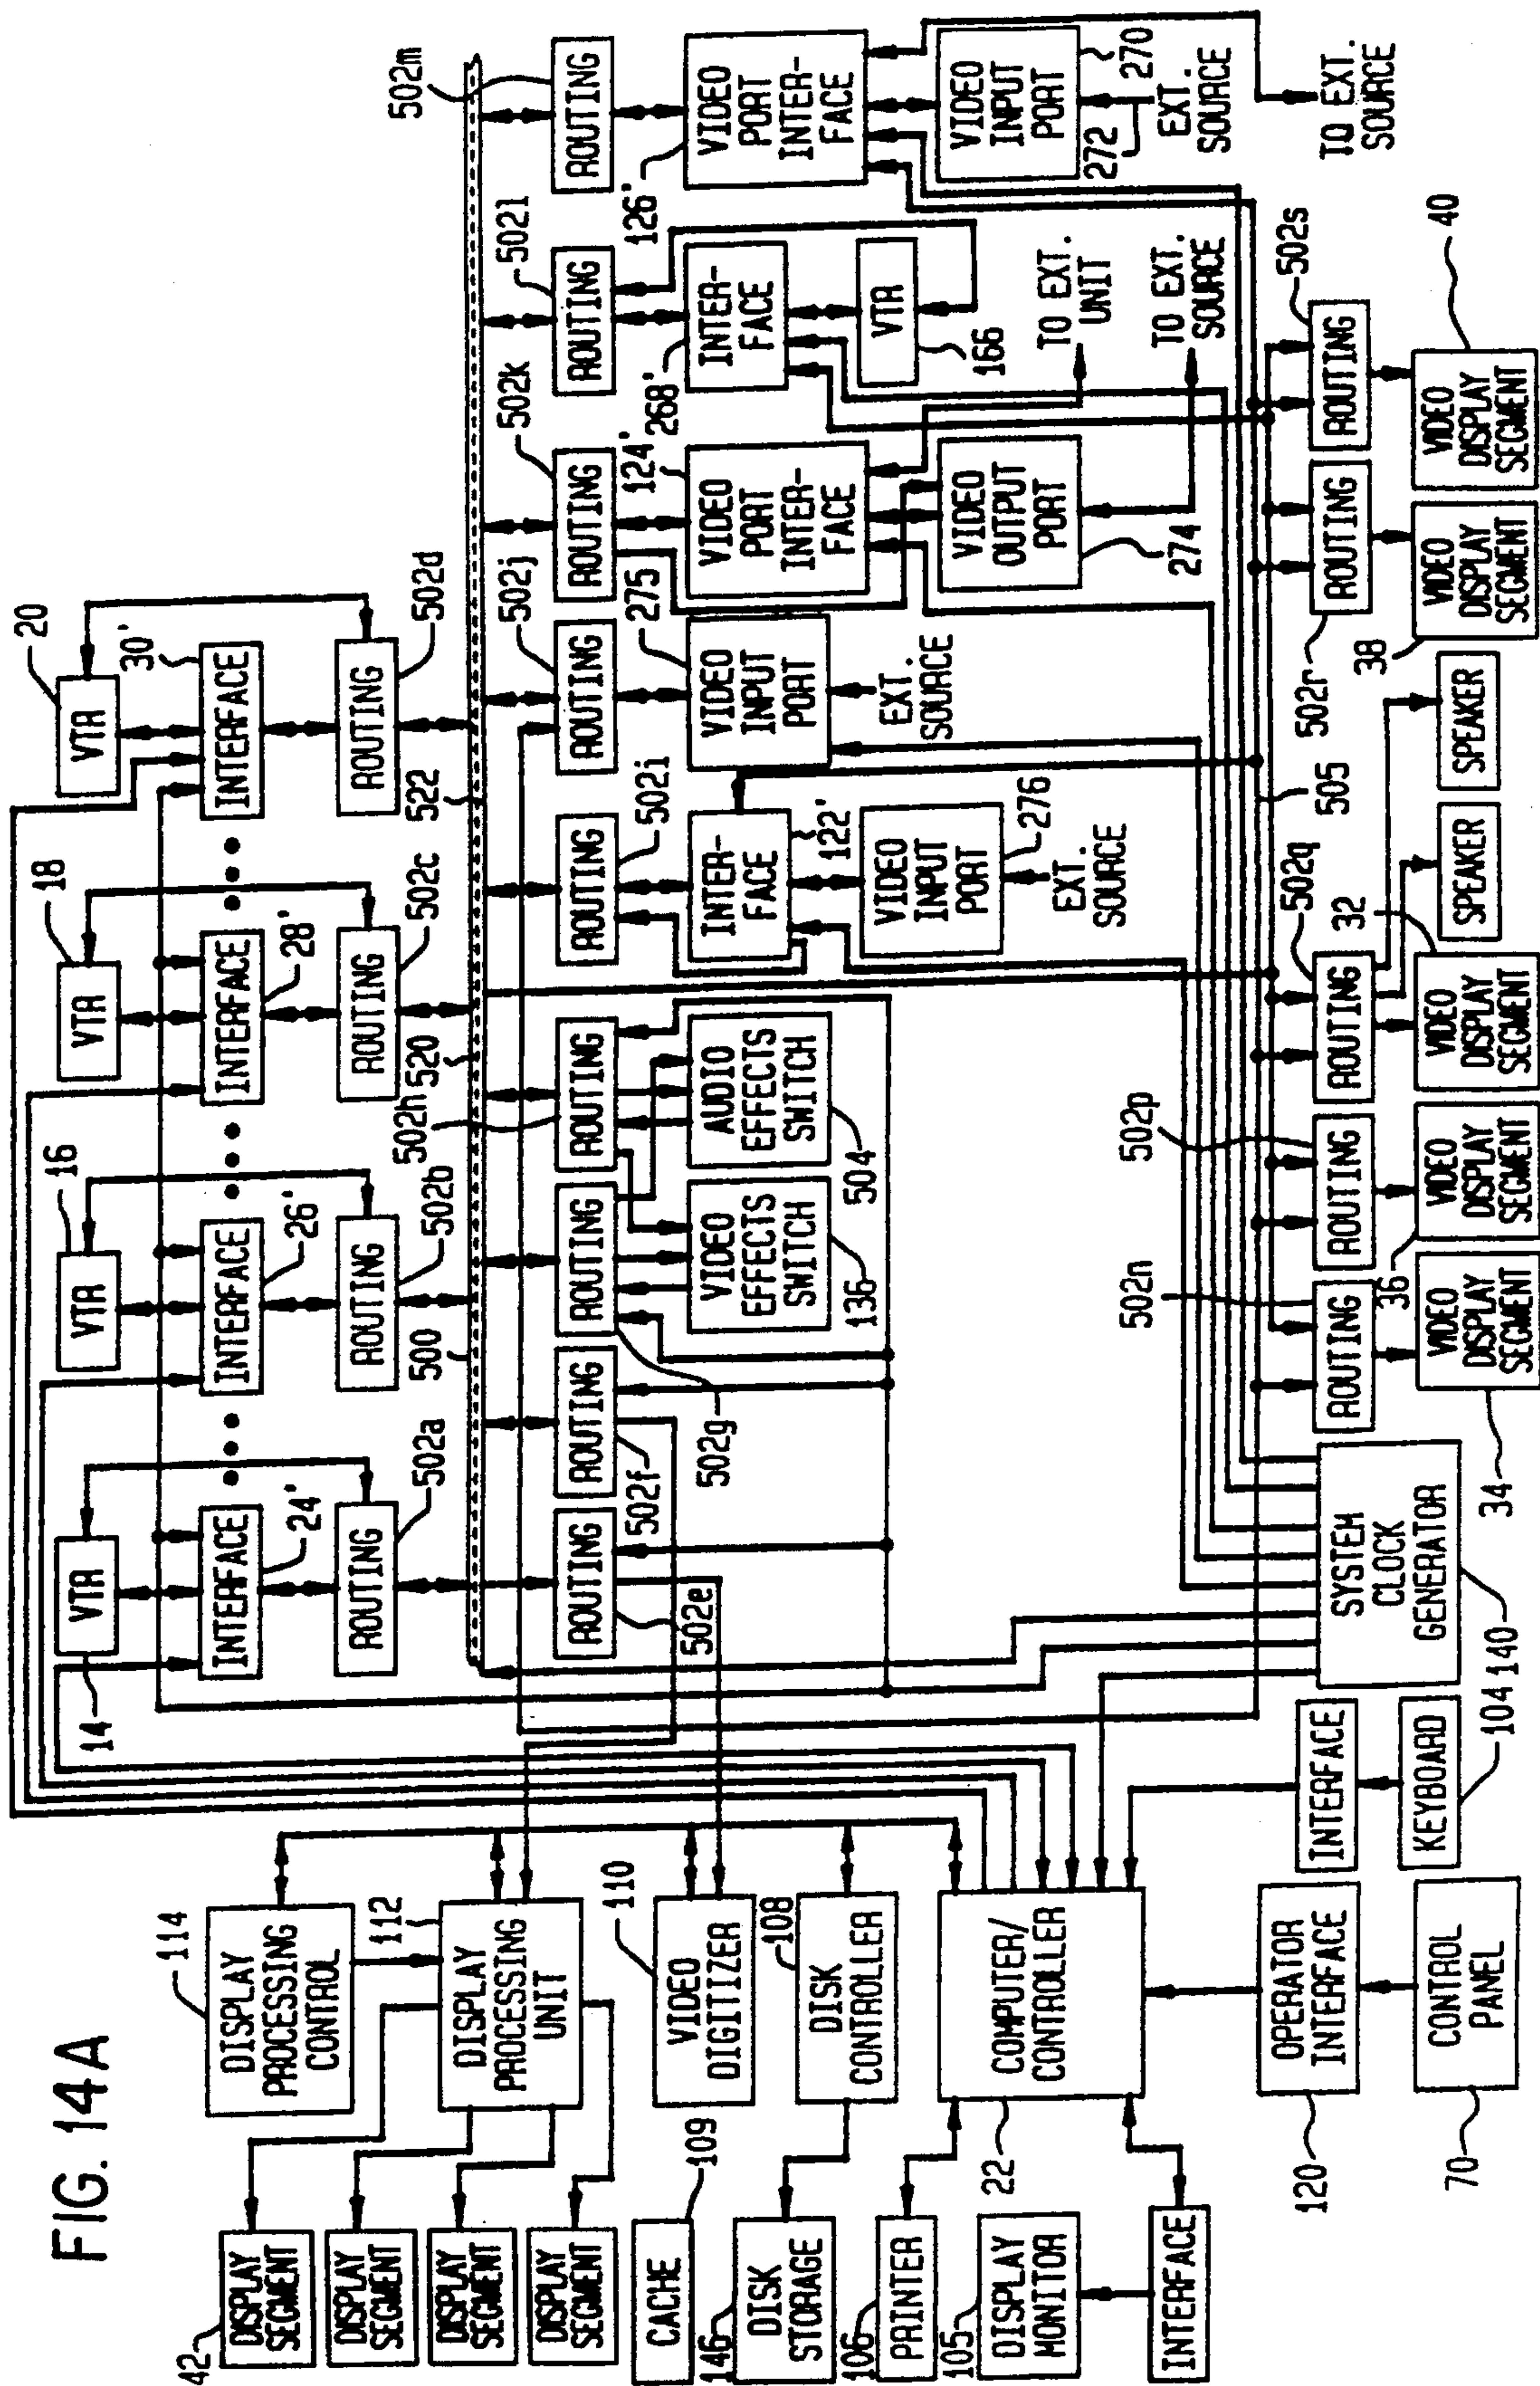 FIG. 14A
42
DISPLAY
SEGMENT
DISPLAY
SEGMENT
DISPLAY
SEGMENT
DISPLAY
SEGMENT
CACHE
109
146
DISK
STORAGE
106
PRINTER
105
DISPLAY
MONITOR
INTERFACE
114
DISPLAY
PROCESSING
CONTROL
112
DISPLAY
PROCESSING
UNIT
110
VIDEO
DIGITIZER
108
DISK
CONTROLLER
22
COMPUTER/
CONTROLLER
120
OPERATOR
INTERFACE
70
CONTROL
PANEL
INTERFACE
KEYBOARD
104
140
SYSTEM
CLOCK
GENERATOR
14
VTR
INTERFACE
24'
ROUTING
502a
16
VTR
INTERFACE
26'
ROUTING
502b
18
VTR
INTERFACE
28'
ROUTING
502c
20
VTR
INTERFACE
30'
ROUTING
502d
500
520
522
ROUTING
502e
ROUTING
502f
ROUTING
502g
VIDEO
EFFECTS
SWITCH
136
502h
ROUTING
AUDIO
EFFECTS
SWITCH
504
ROUTING
502i
INTER-
FACE
122'
VIDEO
INPUT
PORT
276
EXT.
SOURCE
ROUTING
502j
275
VIDEO
INPUT
PORT
EXT.
SOURCE
ROUTING
502k
124'
VIDEO
PORT
INTER-
FACE
VIDEO
OUTPUT
PORT
274
TO EXT.
UNIT
TO EXT.
SOURCE
ROUTING
502l
268'
INTER-
FACE
VTR
166
502m
ROUTING
126'
VIDEO
PORT
INTER-
FACE
VIDEO
INPUT
PORT
270
272
EXT.
SOURCE
TO EXT.
SOURCE
505
502n
ROUTING
VIDEO
DISPLAY
SEGMENT
34
502p
ROUTING
36
VIDEO
DISPLAY
SEGMENT
502q
ROUTING
32
VIDEO
DISPLAY
SEGMENT
SPEAKER
SPEAKER
502r
ROUTING
38
VIDEO
DISPLAY
SEGMENT
502s
ROUTING
40
VIDEO
DISPLAY
SEGMENT